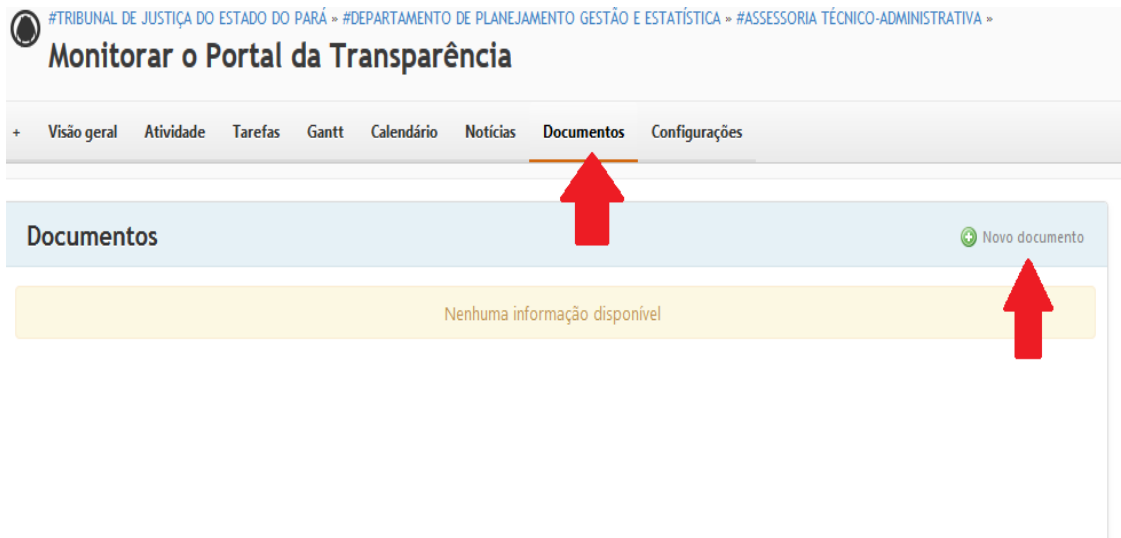 #TRIBUNAL DE JUSTIÇA DO ESTADO DO PARÁ » #DEPARTAMENTO DE PLANEJAMENTO GESTÃO E ESTATÍSTICA » #ASSESSORIA TÉCNICO-ADMINISTRATIVA »
Monitorar o Portal da Transparência
+ Visão geral Atividade Tarefas Gantt Calendário Notícias Documentos Configurações
Documentos Novo documento
Nenhuma informação disponível